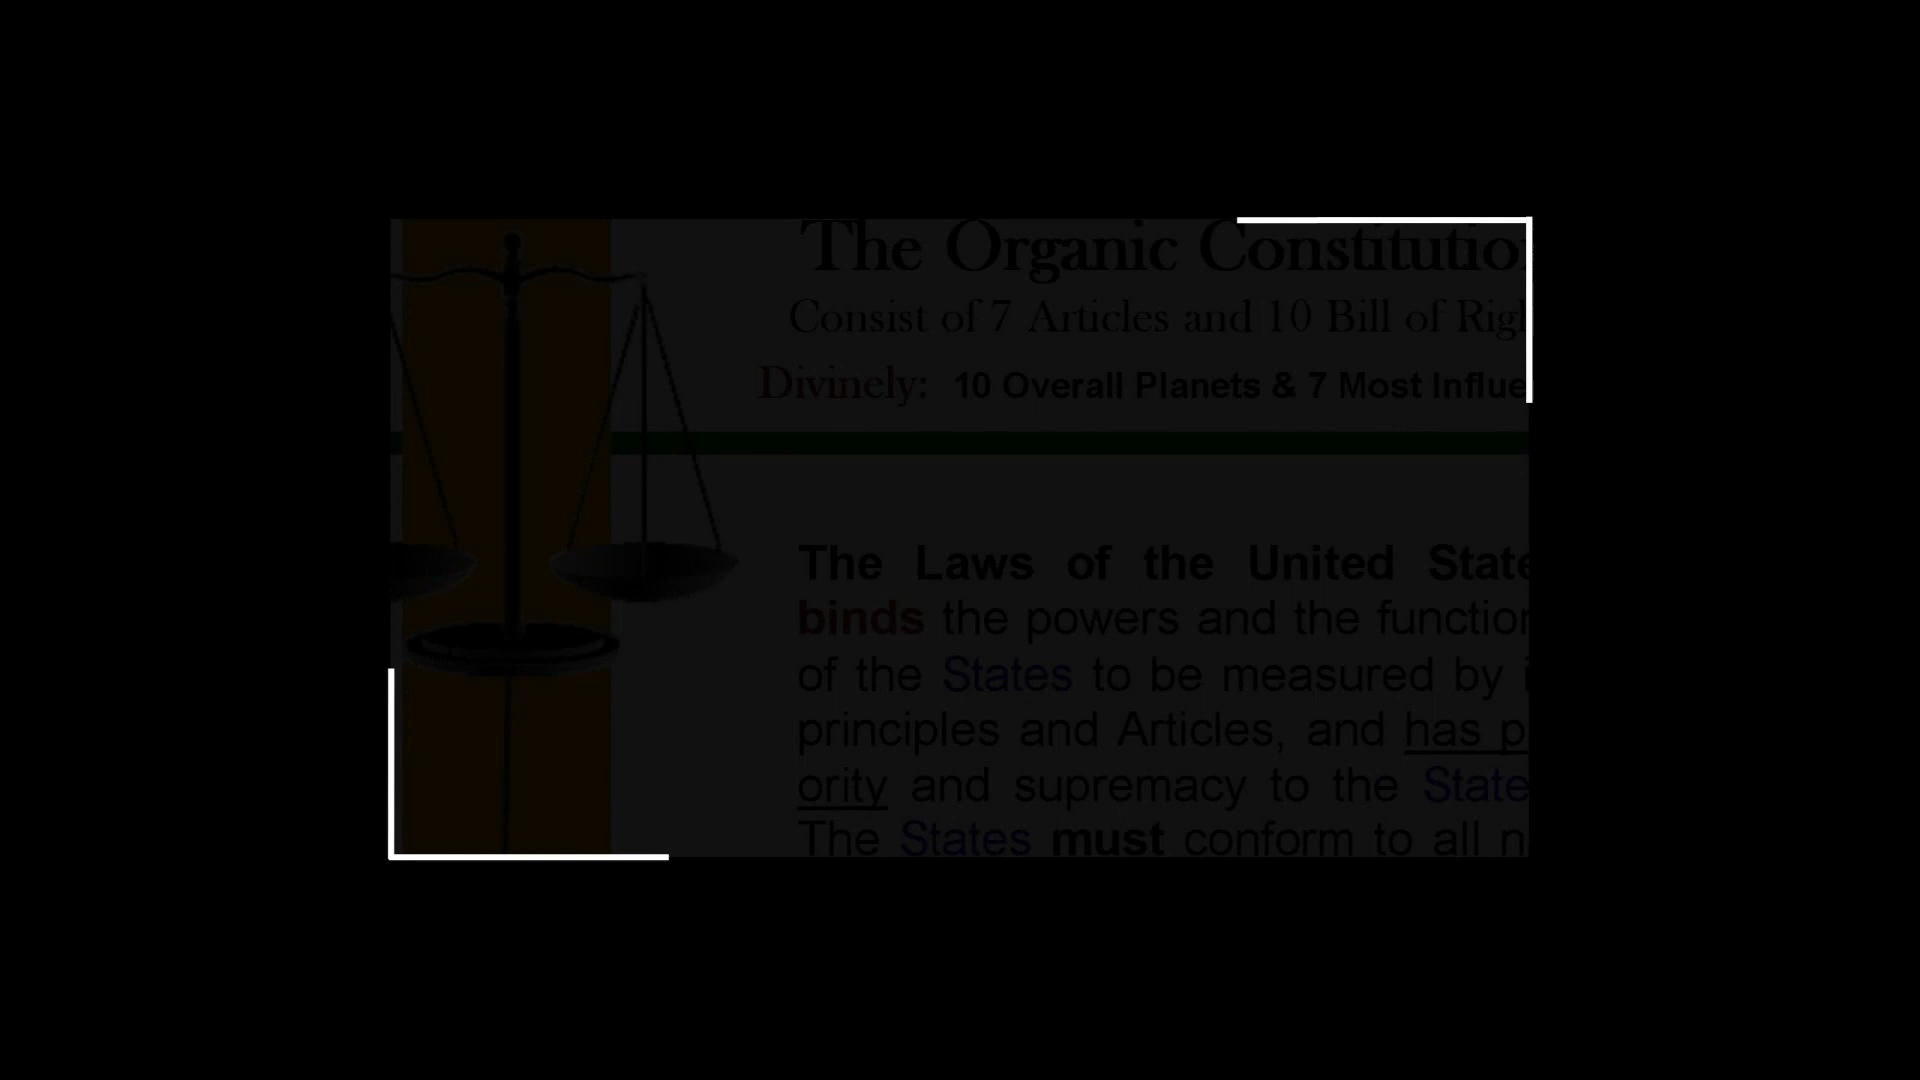 The Organic Constitution
Consist of 7 Articles and 10 Bill of Righ
Divinely: 10 Overall Planets & 7 Most Influe
The Laws of the United State
binds the powers and the function
of the States to be measured by i
principles and Articles, and has p
ority and supremacy to the State
The States must conform to all n